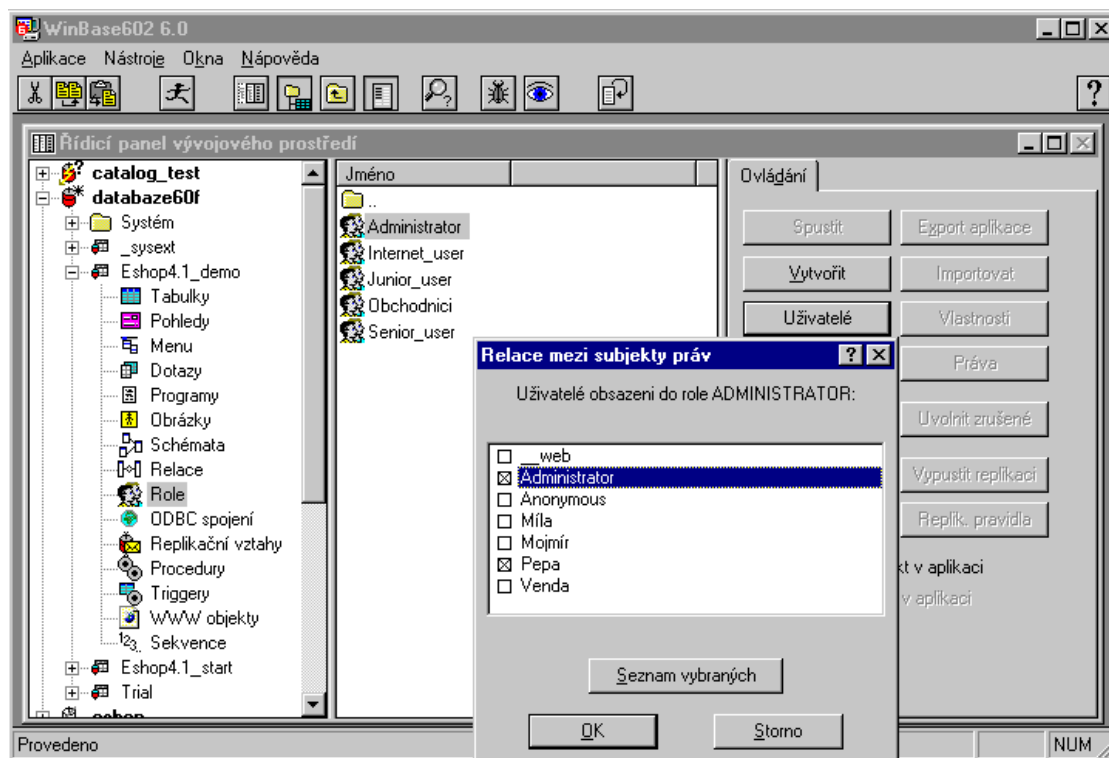 WinBase602 6.0
Aplikace Nástroje Okna Nápověda
Řídicí panel vývojového prostředí
catalog_test
databaze60f
Systém
_sysext
Eshop4.1_demo
Tabulky
Pohledy
Menu
Dotazy
Programy
Obrázky
Schémata
Relace
Role
ODBC spojení
Replikační vztahy
Procedury
Triggery
WWW objekty
Sekvence
Eshop4.1_start
Trial
Jméno
..
Administrator
Internet_user
Junior_user
Obchodnici
Senior_user
Ovládání
Spustit Export aplikace
Vytvořit Importovat
Uživatelé Vlastnosti
Práva
Uvolnit zrušené
Vypustit replikaci
Replik. pravidla
v aplikaci
v aplikaci
Relace mezi subjekty práv
Uživatelé obsazeni do role ADMINISTRATOR:
__web
Administrator
Anonymous
Míla
Mojmír
Pepa
Venda
Seznam vybraných
OK Storno
Provedeno NUM